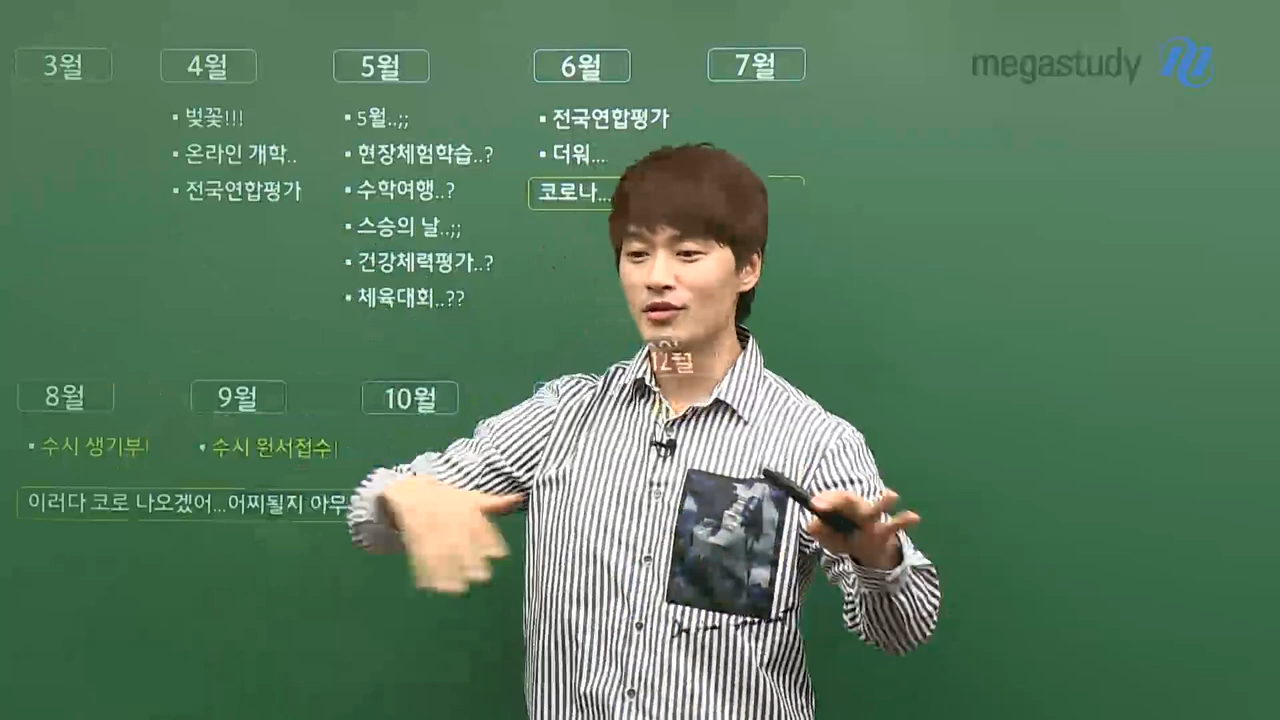 3월
4월
5월
6월
7월
megastudy
▪ 벚꽃!!!
▪ 온라인 개학..
▪ 전국연합평가
▪ 5월..;;
▪ 현장체험학습..?
▪ 수학여행..?
▪ 스승의 날..;;
▪ 건강체력평가..?
▪ 체육대회..??
▪ 전국연합평가
▪ 더워...
코로나...
12월
8월
9월
10월
▪ 수시 생기부!
▪ 수시 원서접수!
이러다 코로 나오겠어...어찌될지